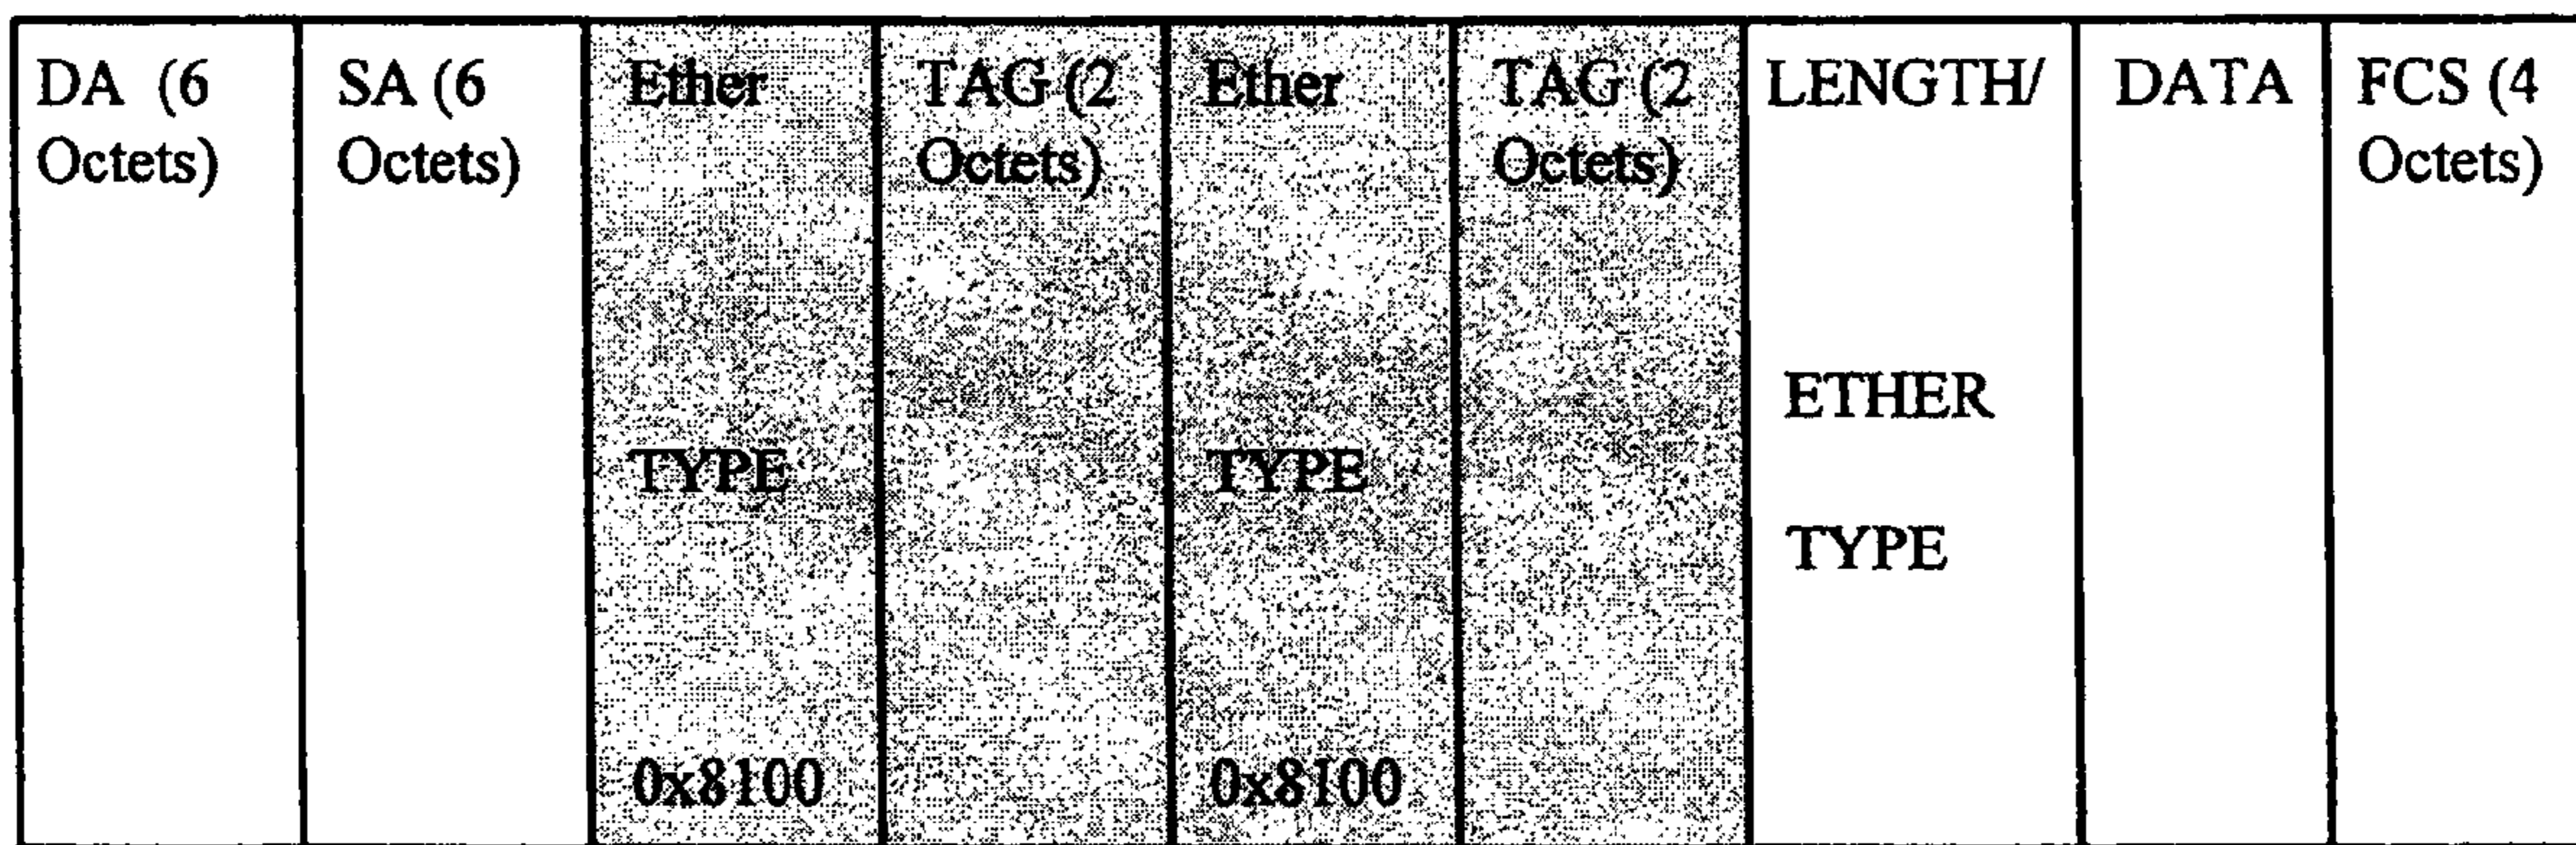 DA (6
Octets)
SA (6
Octets)
Ether
TYPE
0x8100
TAG (2
Octets)
Ether
TYPE
0x8100
TAG (2
Octets)
LENGTH/
ETHER
TYPE
DATA
FCS (4
Octets)